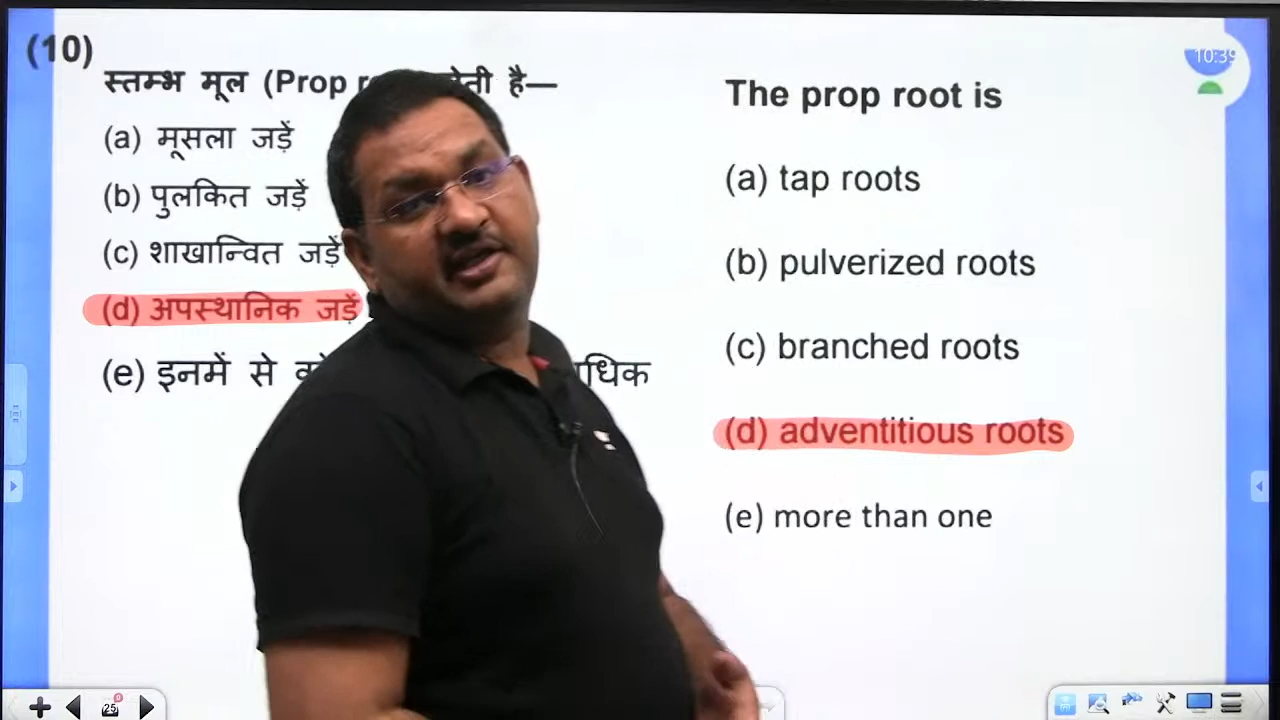 (10)
स्तम्भ मूल (Prop है—
(a) मूसला जड़ें
(b) पुलकित जड़ें
(c) शाखान्वित जड़ें
(d) अपस्थानिक जड़ें
(e) इनमें से
The prop root is
(a) tap roots
(b) pulverized roots
(c) branched roots
(d) adventitious roots
(e) more than one
10:39
25